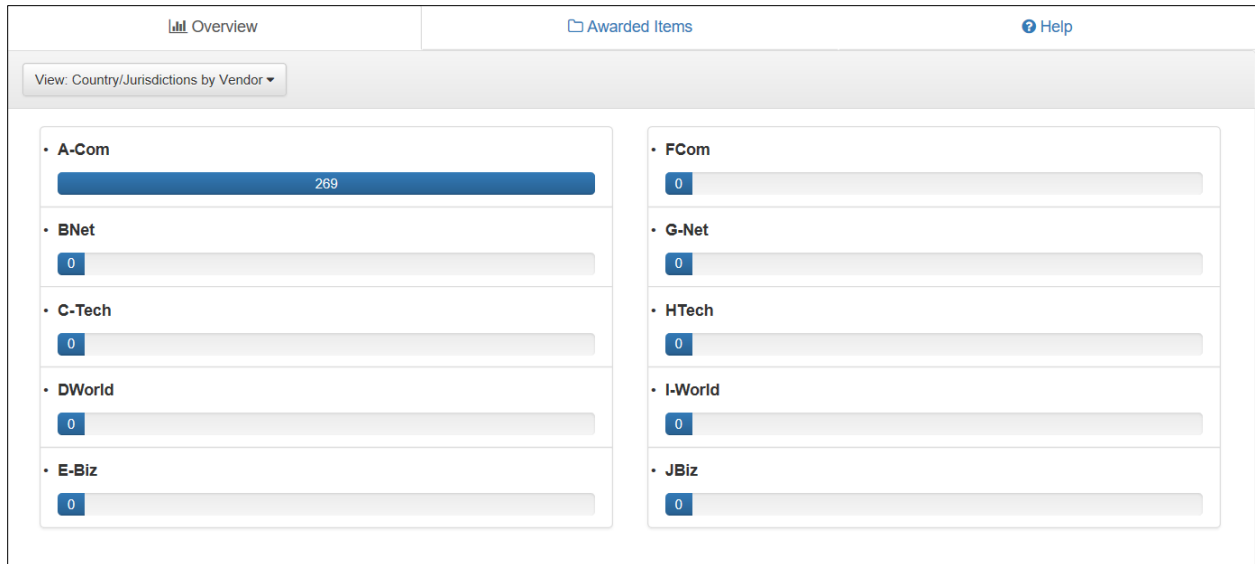 Overview
Awarded Items
Help
View: Country/Jurisdictions by Vendor
• A-Com
269
• BNet
0
• C-Tech
0
• DWorld
0
• E-Biz
0
• FCom
0
• G-Net
0
• HTech
0
• I-World
0
• JBiz
0